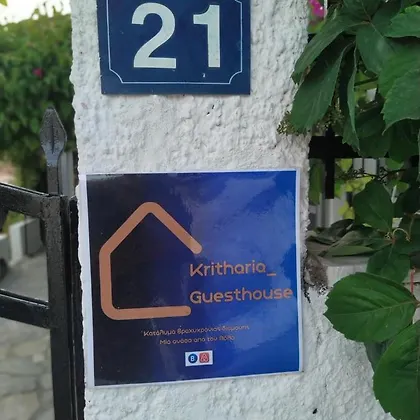 21
Kritharia_
Guesthouse
Κατάλυμα Βραχυχρόνιας διαμονής
Μια ανάσα από τον Βόλο
B